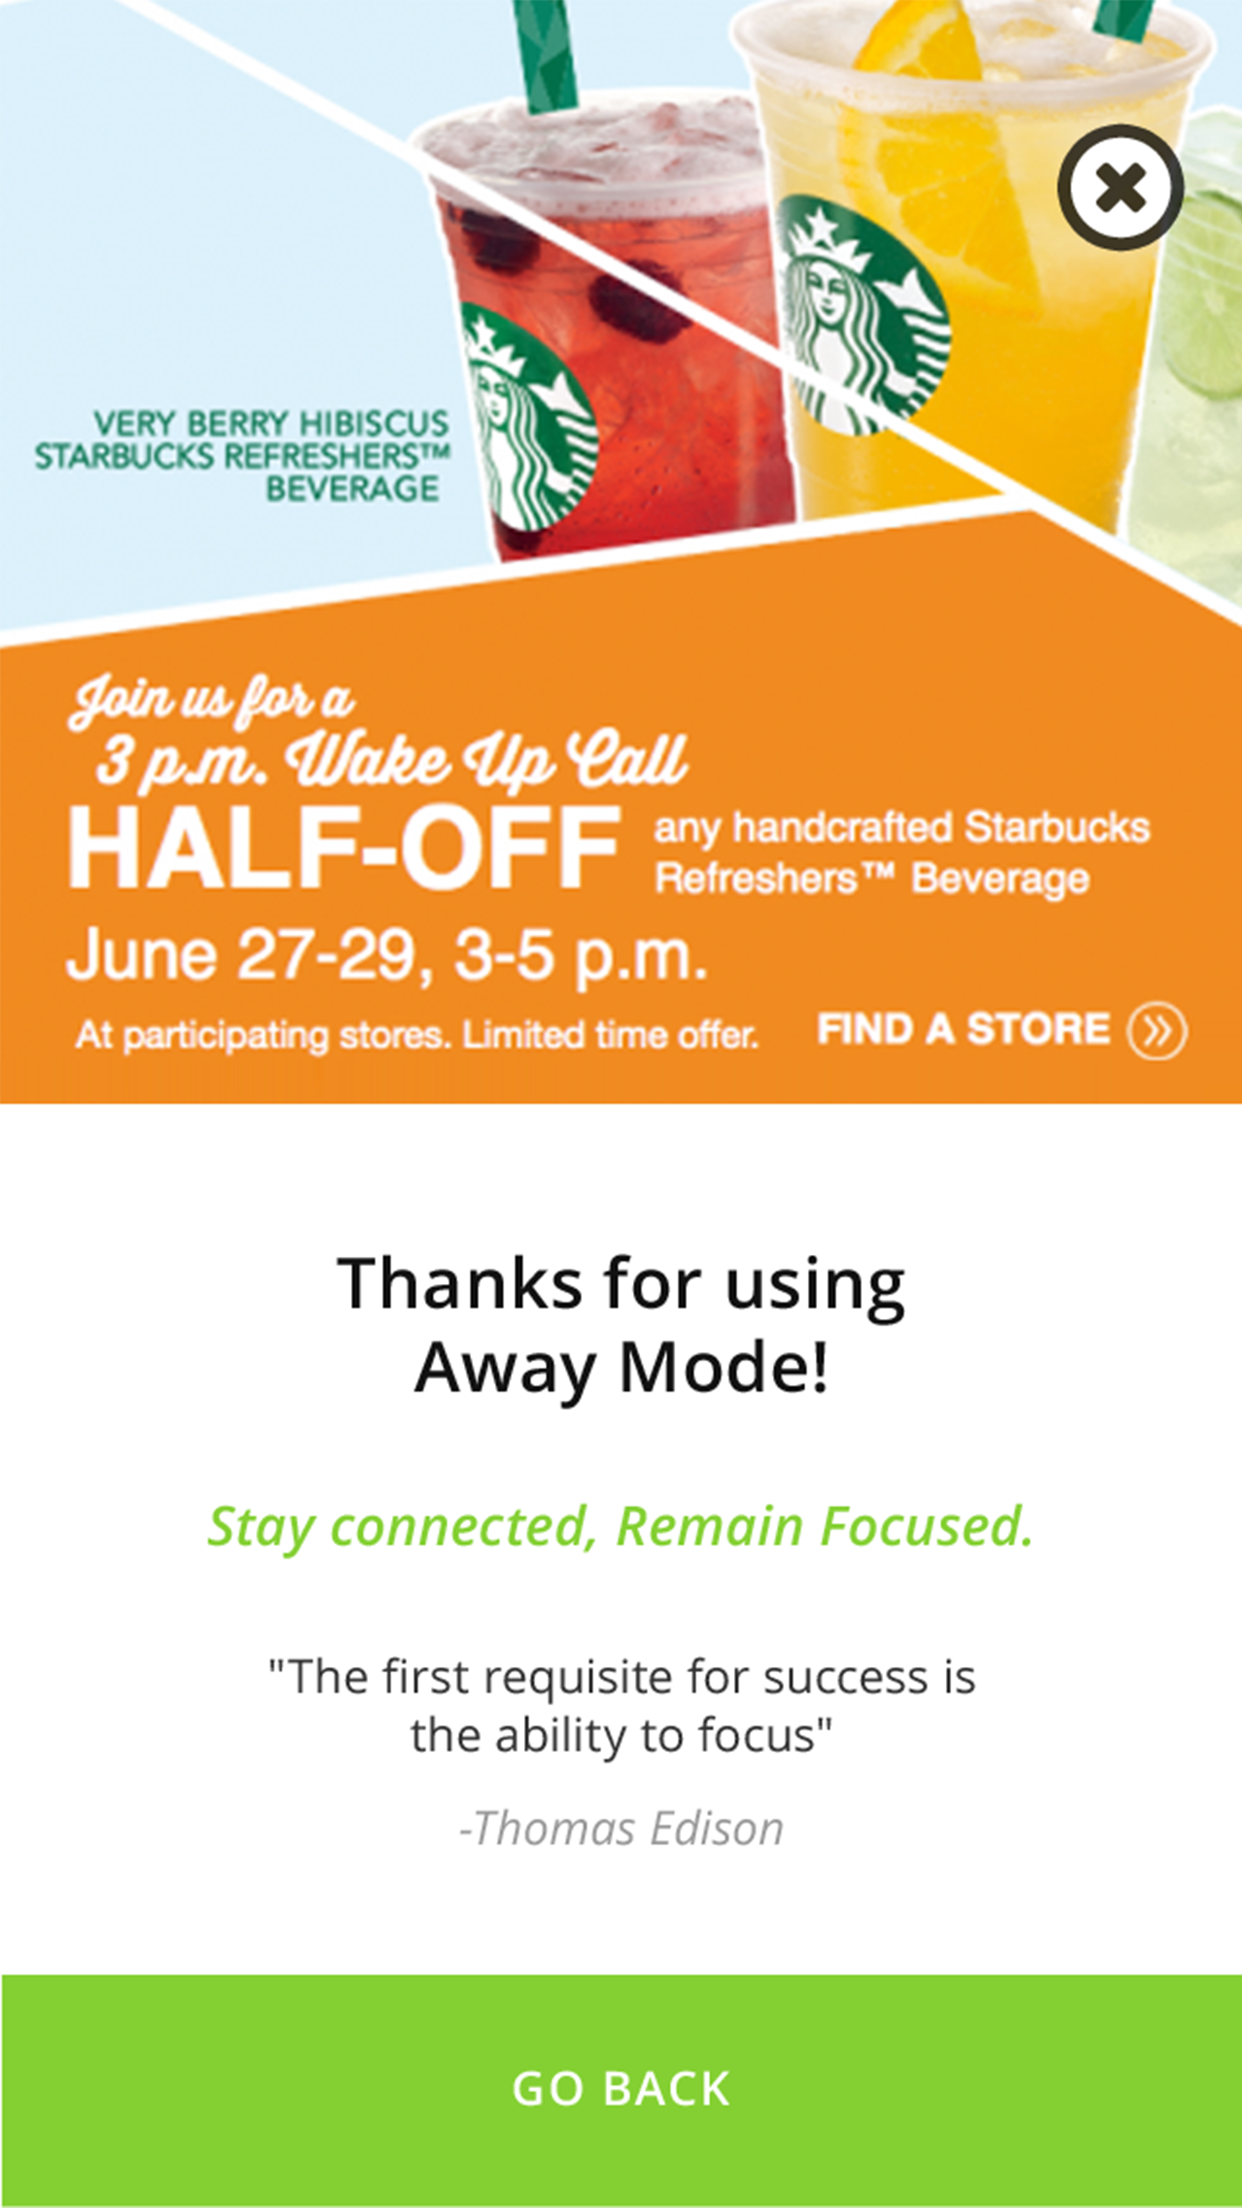 VERY BERRY HIBISCUS
STARBUCKS REFRESHERS™
BEVERAGE
Join us for a
3 p.m. Wake Up Call
HALF-OFF any handcrafted Starbucks
Refreshers™ Beverage
June 27-29, 3-5 p.m.
At participating stores. Limited time offer.
FIND A STORE
Thanks for using
Away Mode!
Stay connected, Remain Focused.
"The first requisite for success is
the ability to focus"
-Thomas Edison
GO BACK